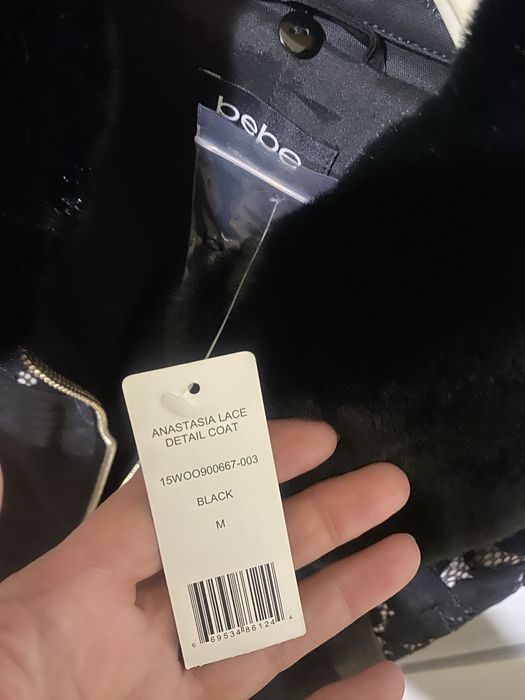 bebe
ANASTASIA LACE
DETAIL COAT
15WOO900667-003
BLACK
M
6 69534 86124 4